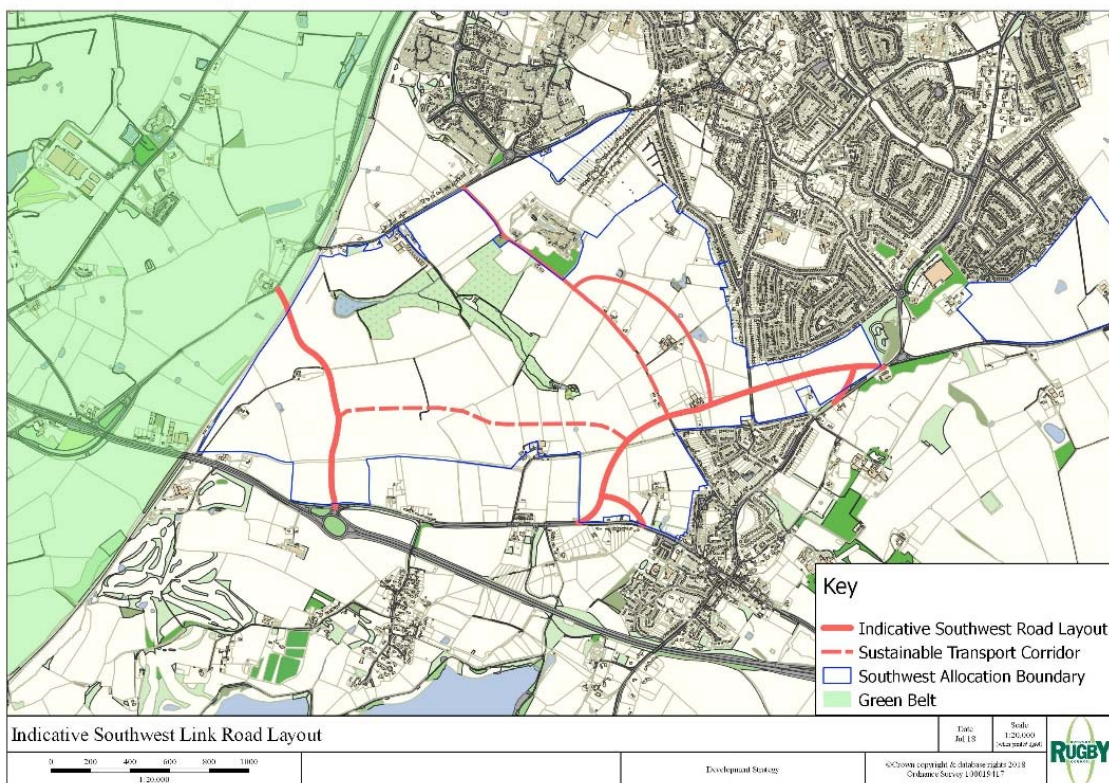 Key
Indicative Southwest Road Layout
Sustainable Transport Corridor
Southwest Allocation Boundary
Green Belt
Indicative Southwest Link Road Layout
Date
Jul 18
Scale
1:20,000
0 200 400 600 800 1000
1:20,000
Development Strategy
©Crown copyright & database rights 2018
Ordnance Survey 100019417
RUGBY